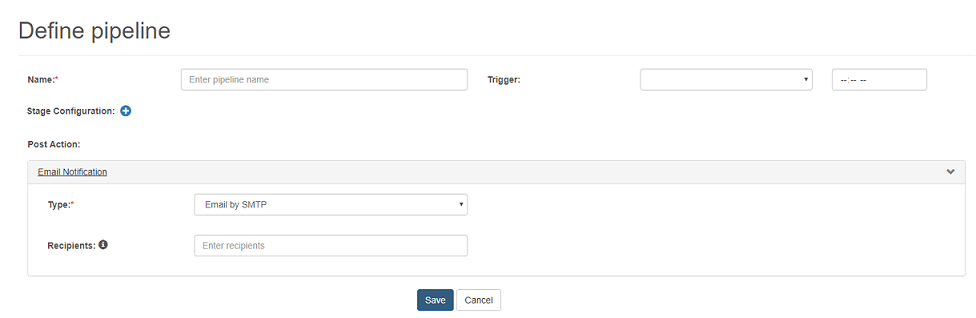 Define pipeline
Name:* Enter pipeline name Trigger: --:-- --
Stage Configuration:
Post Action:
Email Notification
Type:* Email by SMTP
Recipients: Enter recipients
Save Cancel